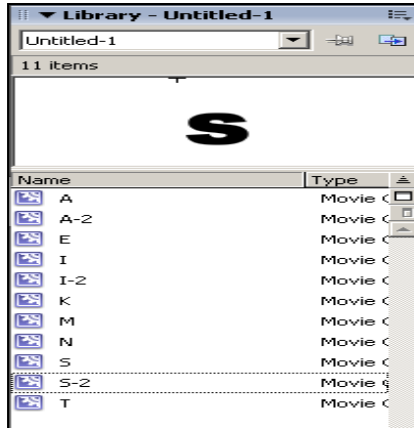 Library - Untitled-1
Untitled-1
11 items
S
Name Type
A Movie C
A-2 Movie C
E Movie C
I Movie C
I-2 Movie C
K Movie C
M Movie C
N Movie C
S Movie C
S-2 Movie C
T Movie C